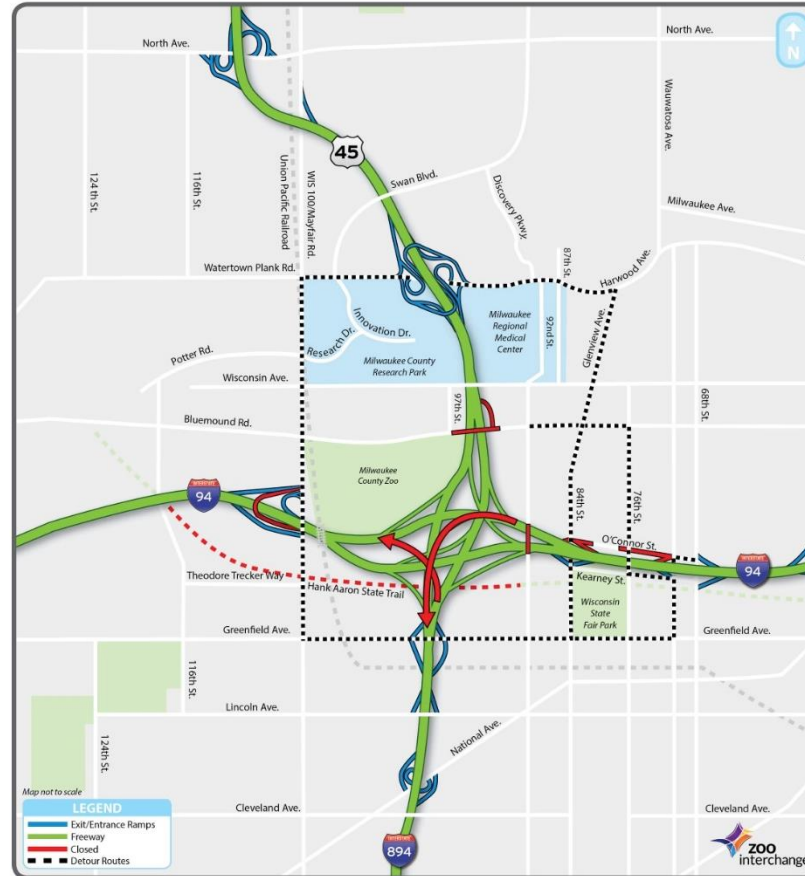 North Ave.
North Ave.
N
45
Wauwatosa Ave.
124 th St.
116th St.
Union Pacific Railroad
WIS 100/Mayfair Rd.
Swan Blvd.
Discovery Pkwy.
Milwaukee Ave.
87th St.
Harwood Ave.
Watertown Plank Rd.
Innovation Dr.
Research Dr.
Milwaukee
Regional
Medical
Center
92nd St.
Glenview Ave.
Milwaukee County
Research Park
Potter Rd.
Wisconsin Ave.
68th St.
97th St.
Bluemound Rd.
Milwaukee
County Zoo
INTERSTATE
94
84th St.
76th St.
O'Connor St.
INTERSTATE
94
Theodore Trecker Way
Hank Aaron State Trail
Kearney St.
Wisconsin
State
Fair Park
Greenfield Ave.
Greenfield Ave.
116th St.
Lincoln Ave.
124th St.
National Ave.
Map not to scale
Cleveland Ave.
Cleveland Ave.
LEGEND
Exit/Entrance Ramps
Freeway
Closed
Detour Routes
INTERSTATE
894
ZOO
interchange